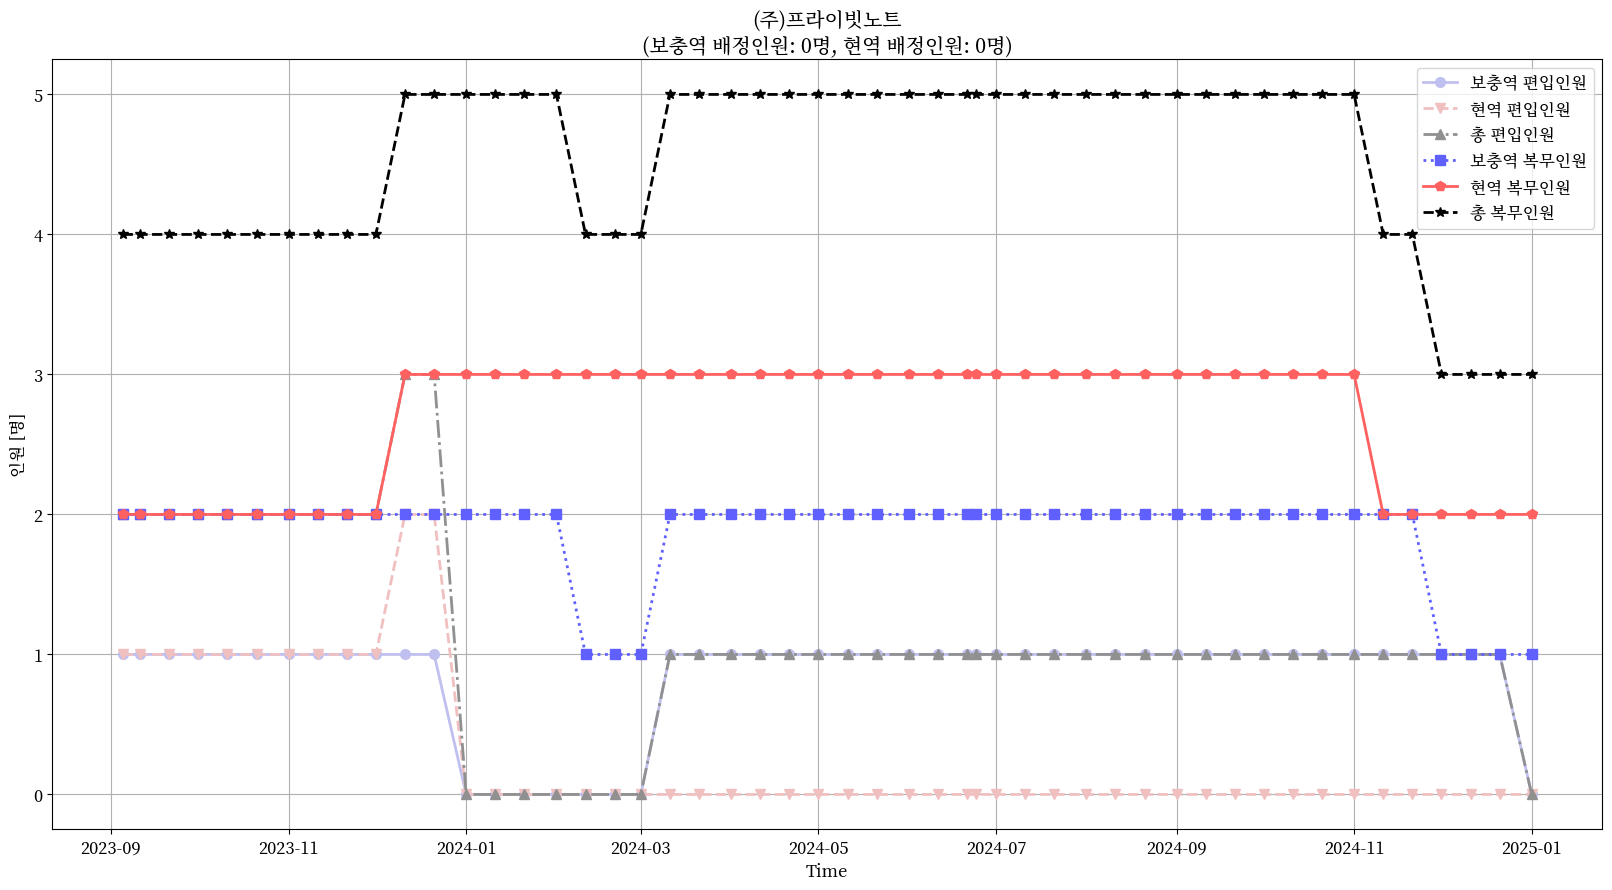 (주)프라이빗노트
(보충역 배정인원: 0명, 현역 배정인원: 0명)
보충역 편입인원
현역 편입인원
총 편입인원
보충역 복무인원
현역 복무인원
총 복무인원
인원 [명]
5
4
3
2
1
0
2023-09
2023-11
2024-01
2024-03
2024-05
2024-07
2024-09
2024-11
2025-01
Time